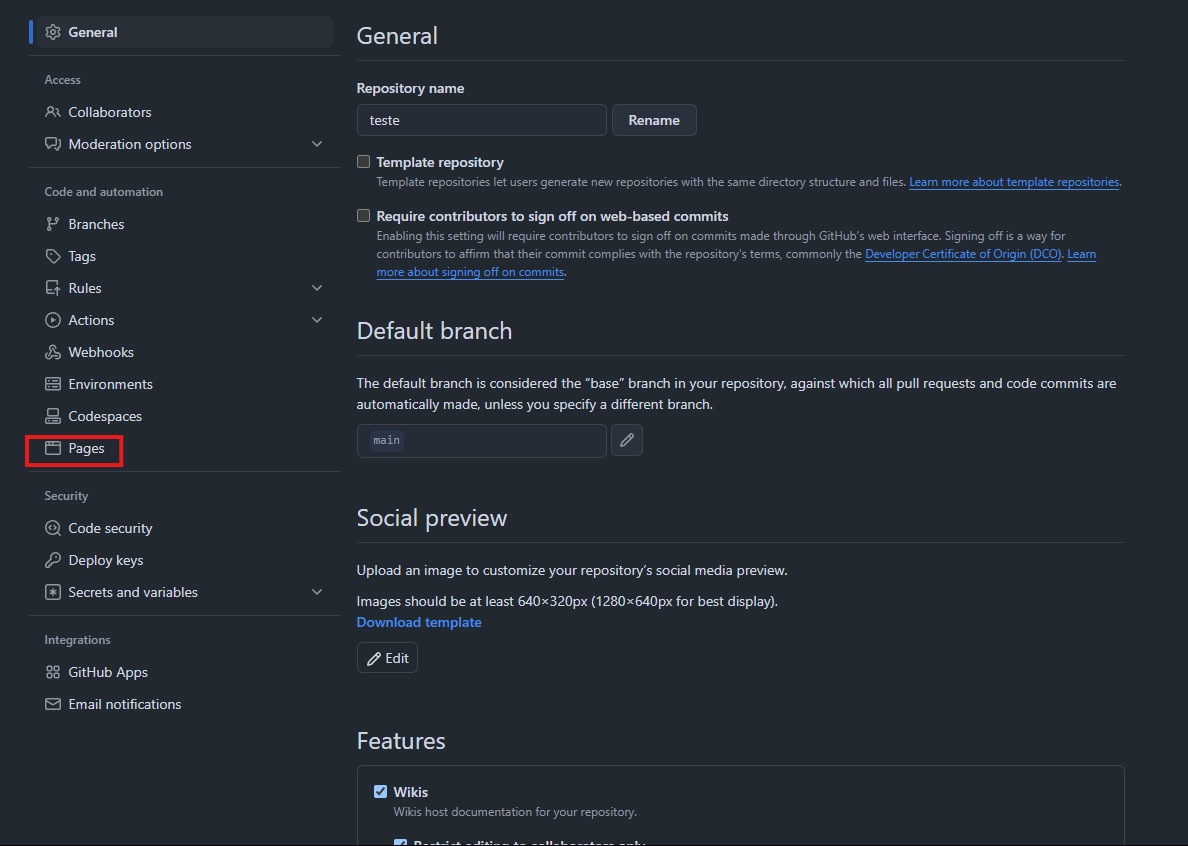 General
Access
Collaborators
Moderation options
Code and automation
Branches
Tags
Rules
Actions
Webhooks
Environments
Codespaces
Pages
Security
Code security
Deploy keys
Secrets and variables
Integrations
GitHub Apps
Email notifications
General
Repository name
teste
Rename
Template repository
Template repositories let users generate new repositories with the same directory structure and files. Learn more about template repositories.
Require contributors to sign off on web-based commits
Enabling this setting will require contributors to sign off on commits made through GitHub's web interface. Signing off is a way for
contributors to affirm that their commit complies with the repository's terms, commonly the Developer Certificate of Origin (DCO). Learn
more about signing off on commits.
Default branch
The default branch is considered the “base” branch in your repository, against which all pull requests and code commits are
automatically made, unless you specify a different branch.
main
Social preview
Upload an image to customize your repository's social media preview.
Images should be at least 640×320px (1280×640px for best display).
Download template
Edit
Features
Wikis
Wikis host documentation for your repository.
Restrict editing to collaborators only